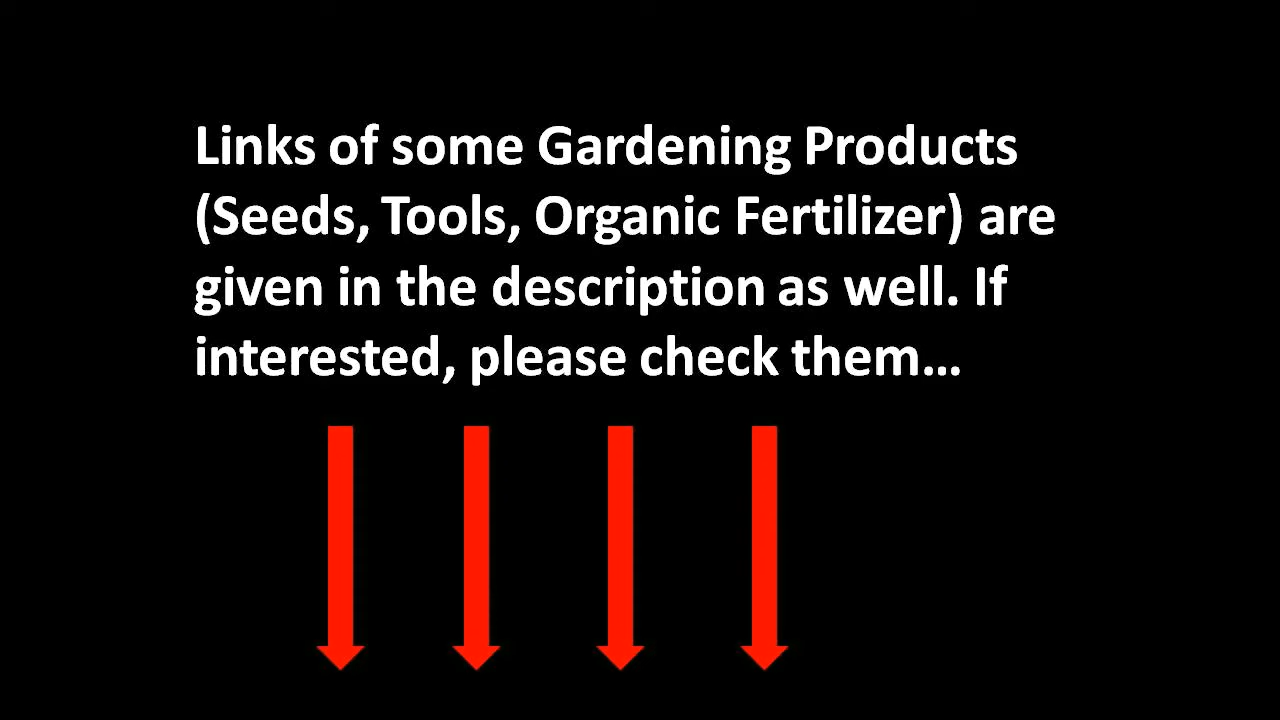 Links of some Gardening Products
(Seeds, Tools, Organic Fertilizer) are
given in the description as well. If
interested, please check them...